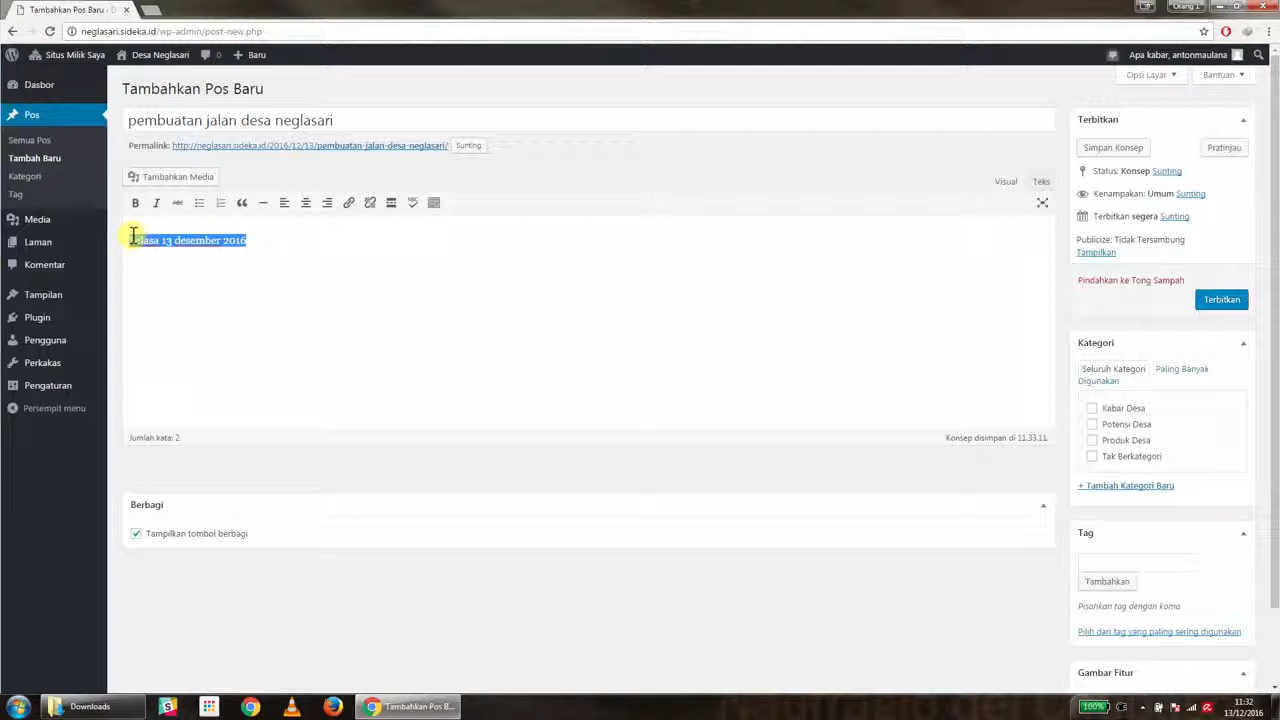 Tambahkan Pos Baru ‹ D
Orang 1
neglasari.sideka.id/wp-admin/post-new.php
Situs Milik Saya
Desa Neglasari
0
Baru
Apa kabar, antonmaulana
Opsi Layar
Bantuan
Dasbor
Pos
Semua Pos
Tambah Baru
Kategori
Tag
Media
Laman
Komentar
Tampilan
Plugin
Pengguna
Perkakas
Pengaturan
Persempit menu
Tambahkan Pos Baru
pembuatan jalan desa neglasari
Permalink: http://neglasari.sideka.id/2016/12/13/pembuatan-jalan-desa-neglasari/ Sunting
Tambahkan Media
Visual
Teks
B I ABC
ABC
13 desember 2016
Jumlah kata: 2
Konsep disimpan di 11.33.11.
Berbagi
Tampilkan tombol berbagi
Terbitkan
Simpan Konsep
Pratinjau
Status: Konsep Sunting
Kenampakan: Umum Sunting
Terbitkan segera Sunting
Publicize: Tidak Tersambung
Tampilkan
Pindahkan ke Tong Sampah
Terbitkan
Kategori
Seluruh Kategori
Paling Banyak
Digunakan
Kabar Desa
Potensi Desa
Produk Desa
Tak Berkategori
+ Tambah Kategori Baru
Tag
Tambahkan
Pisahkan tag dengan koma
Pilih dari tag yang paling sering digunakan
Gambar Fitur
Downloads
Tambahkan Pos B...
100%
11:32
13/12/2016